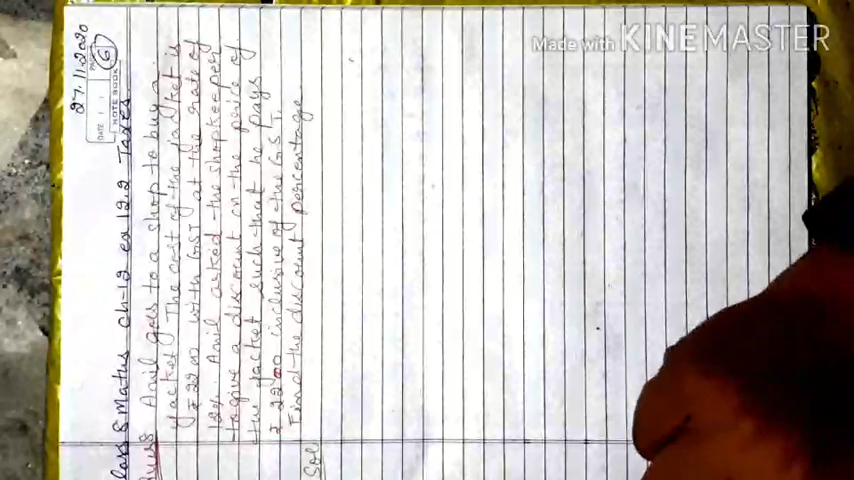 27.11.2020
DATE
PAGE 6
NOTE BOOK
class 8 Maths ch-12 ex 12.2 Taxes
Ques8 Anil goes to a shop to buy a
jacket. The cost of the jacket is
₹2200 with GST at the rate of
12%. Anil asked the shopkeeper
to give a discount on the perice of
the jacket such that he pays
₹ 2200 inclusive of the GST.
Find the discount percentage
Sol
Made with KINEMASTER